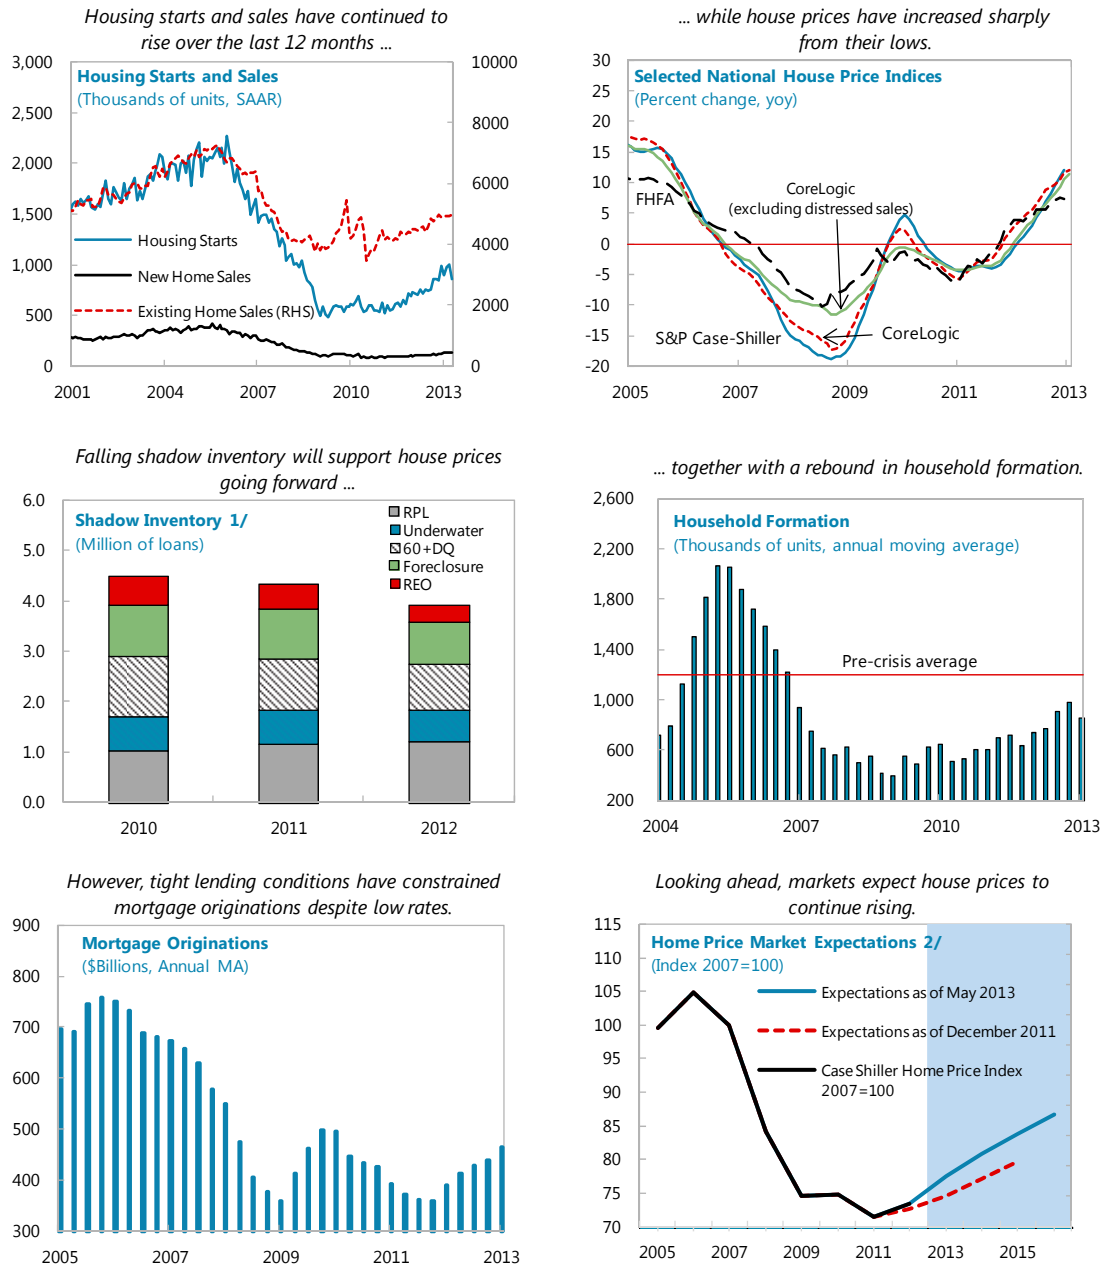 Housing starts and sales have continued to
rise over the last 12 months ...
3,000
2,500
2,000
1,500
1,000
500
0
10000
8000
6000
4000
2000
0
Housing Starts and Sales
(Thousands of units, SAAR)
Housing Starts
New Home Sales
Existing Home Sales (RHS)
2001
2004
2007
2010
2013
... while house prices have increased sharply
from their lows.
30
25
20
15
10
5
0
-5
-10
-15
-20
Selected National House Price Indices
(Percent change, yoy)
FHFA
CoreLogic
(excluding distressed sales)
S&P Case-Shiller
CoreLogic
2005
2007
2009
2011
2013
Falling shadow inventory will support house prices
going forward ...
6.0
5.0
4.0
3.0
2.0
1.0
0.0
Shadow Inventory 1/
(Million of loans)
RPL
Underwater
60+DQ
Foreclosure
REO
2010
2011
2012
... together with a rebound in household formation.
2,600
2,200
1,800
1,400
1,000
600
200
Household Formation
(Thousands of units, annual moving average)
Pre-crisis average
2004
2007
2010
2013
However, tight lending conditions have constrained
mortgage originations despite low rates.
900
800
700
600
500
400
300
Mortgage Originations
($Billions, Annual MA)
2005
2007
2009
2011
2013
Looking ahead, markets expect house prices to
continue rising.
115
110
105
100
95
90
85
80
75
70
Home Price Market Expectations 2/
(Index 2007=100)
Expectations as of May 2013
Expectations as of December 2011
Case Shiller Home Price Index
2007=100
2005
2007
2009
2011
2013
2015